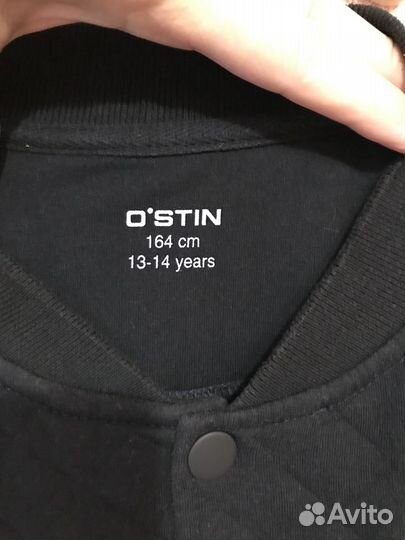 O'STIN
164 cm
13-14 years
Avito